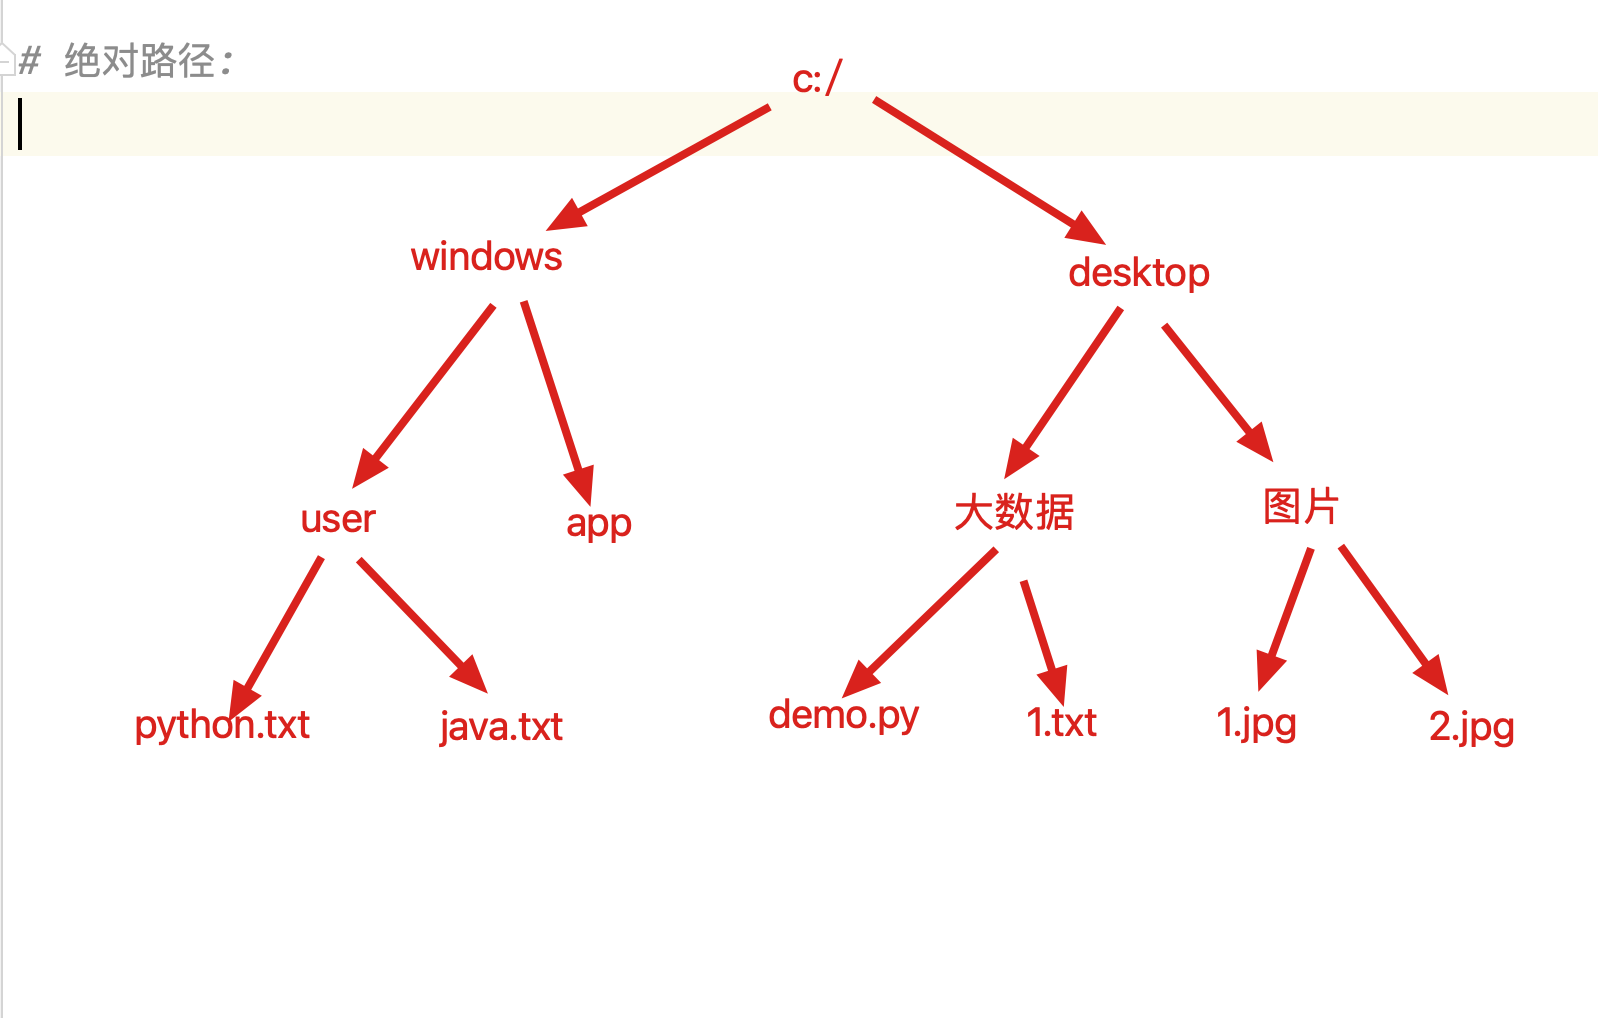 # 绝对路径：
c:/
windows
desktop
user
app
大数据
图片
python.txt
java.txt
demo.py
1.txt
1.jpg
2.jpg